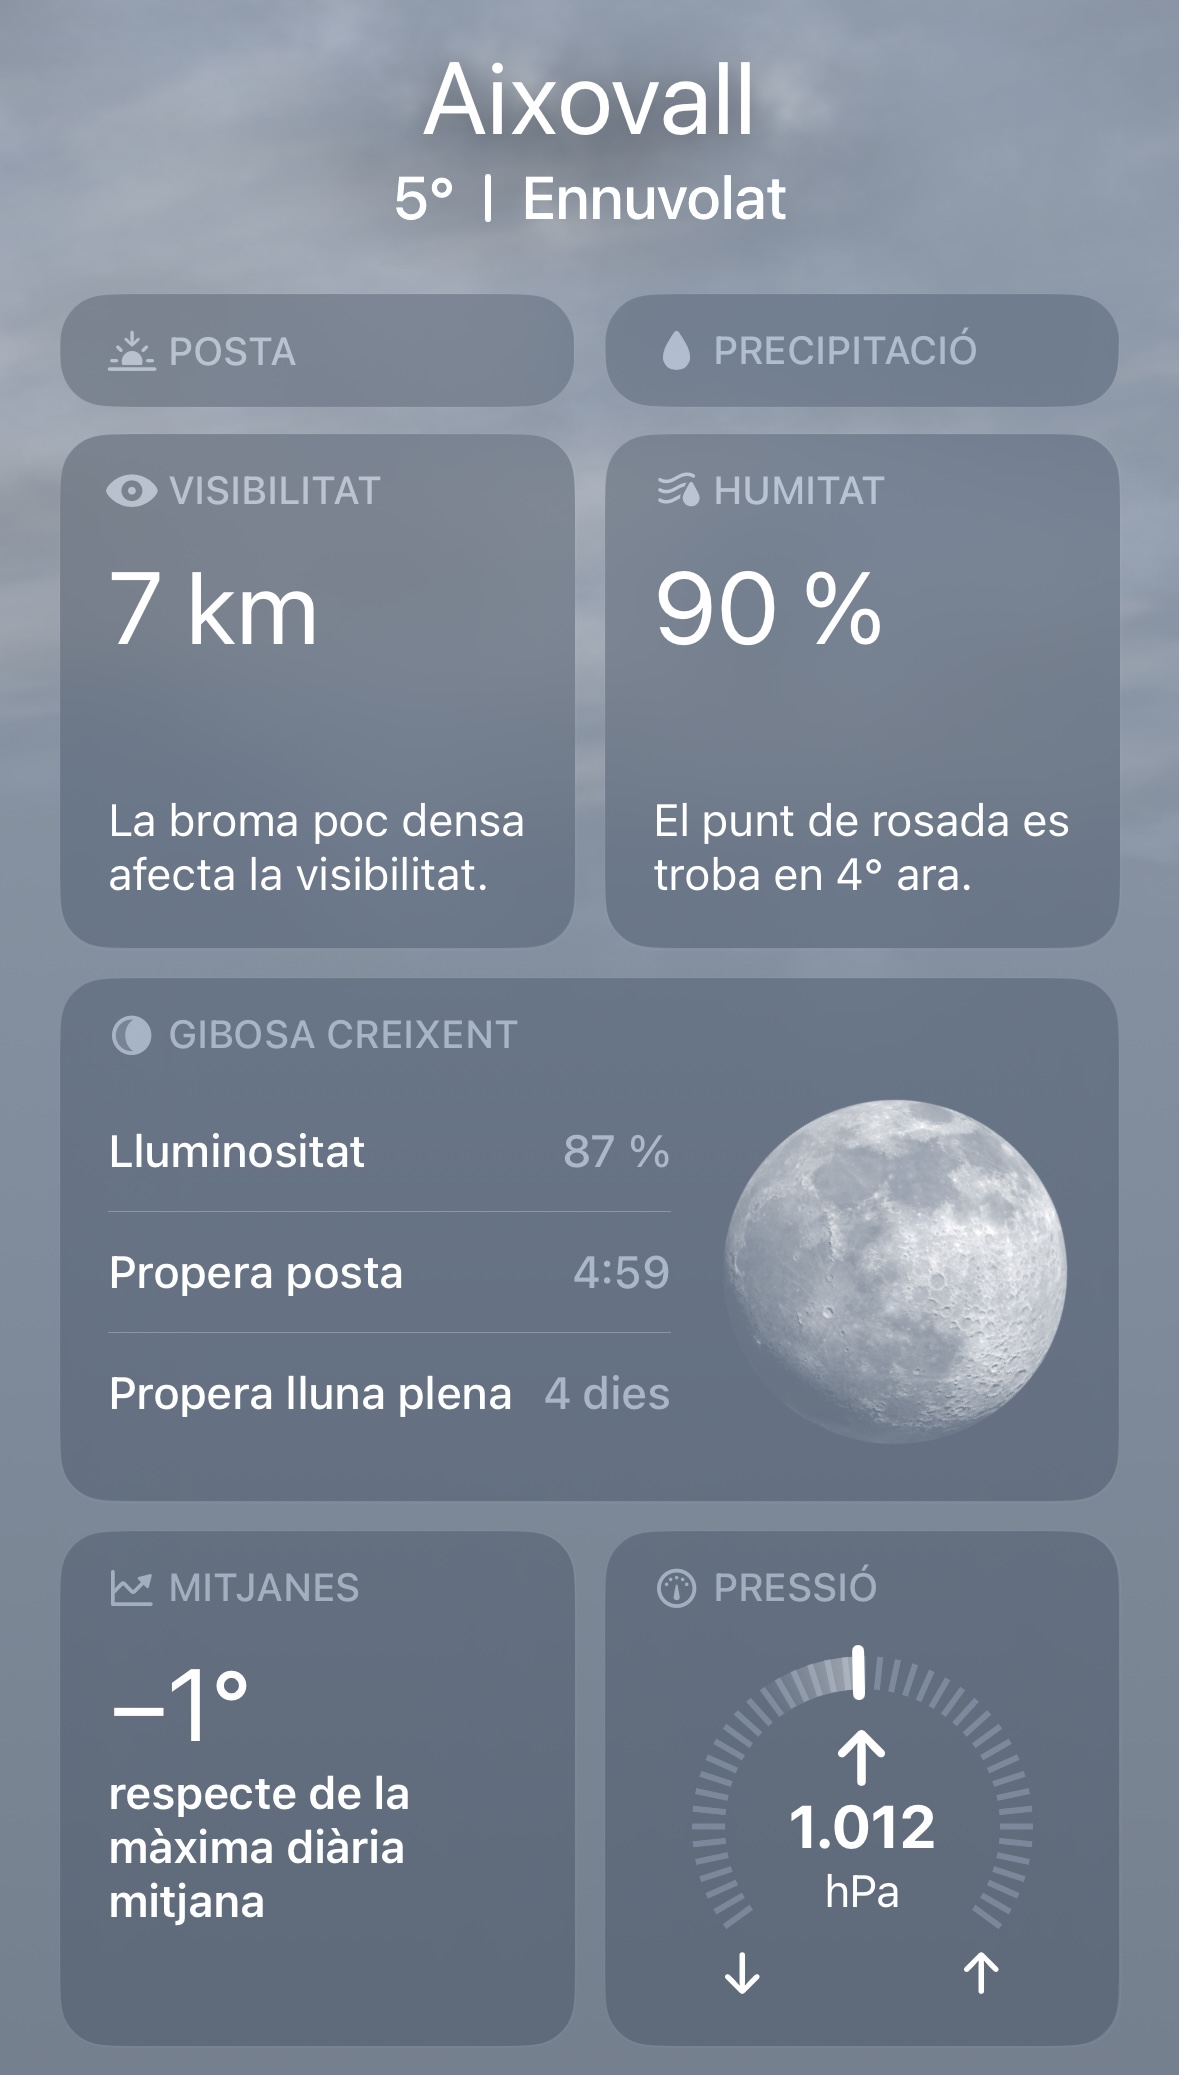 Aixovall
5° | Ennuvolat
POSTA
PRECIPITACIÓ
VISIBILITAT
7 km
La broma poc densa
afecta la visibilitat.
HUMITAT
90 %
El punt de rosada es
troba en 4° ara.
GIBOSA CREIXENT
Lluminositat 87 %
Propera posta 4:59
Propera lluna plena 4 dies
MITJANES
–1°
respecte de la
màxima diària
mitjana
PRESSIÓ
1.012
hPa